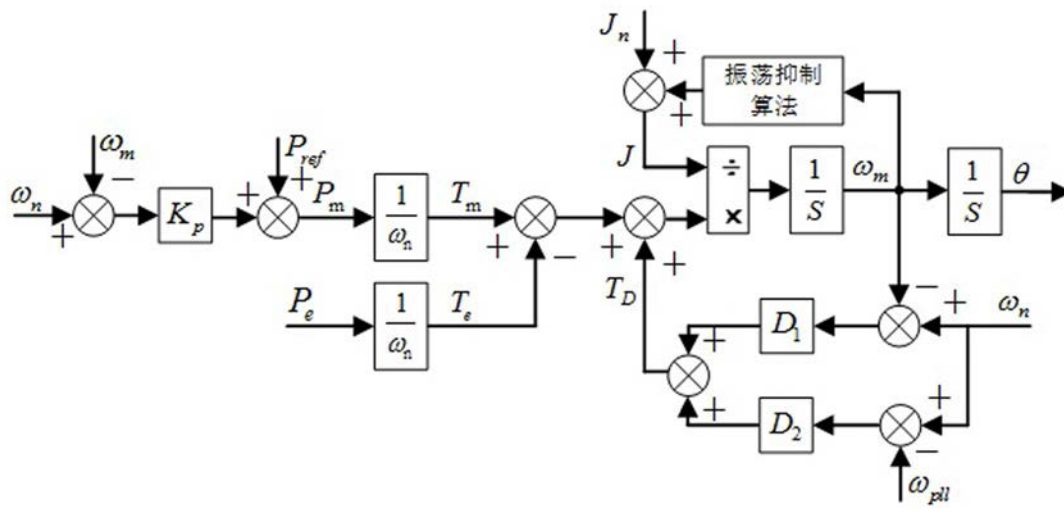 J_n
+
振荡抑制
算法
+
ω_m
−
P_ref
+
J
÷
×
1
S
ω_m
1
S
θ
ω_n
+
K_p
+
P_m
1
ω_n
T_m
+
−
+
+
T_D
P_e
1
ω_n
T_e
−
+
ω_n
D_1
+
+
D_2
+
−
ω_pll